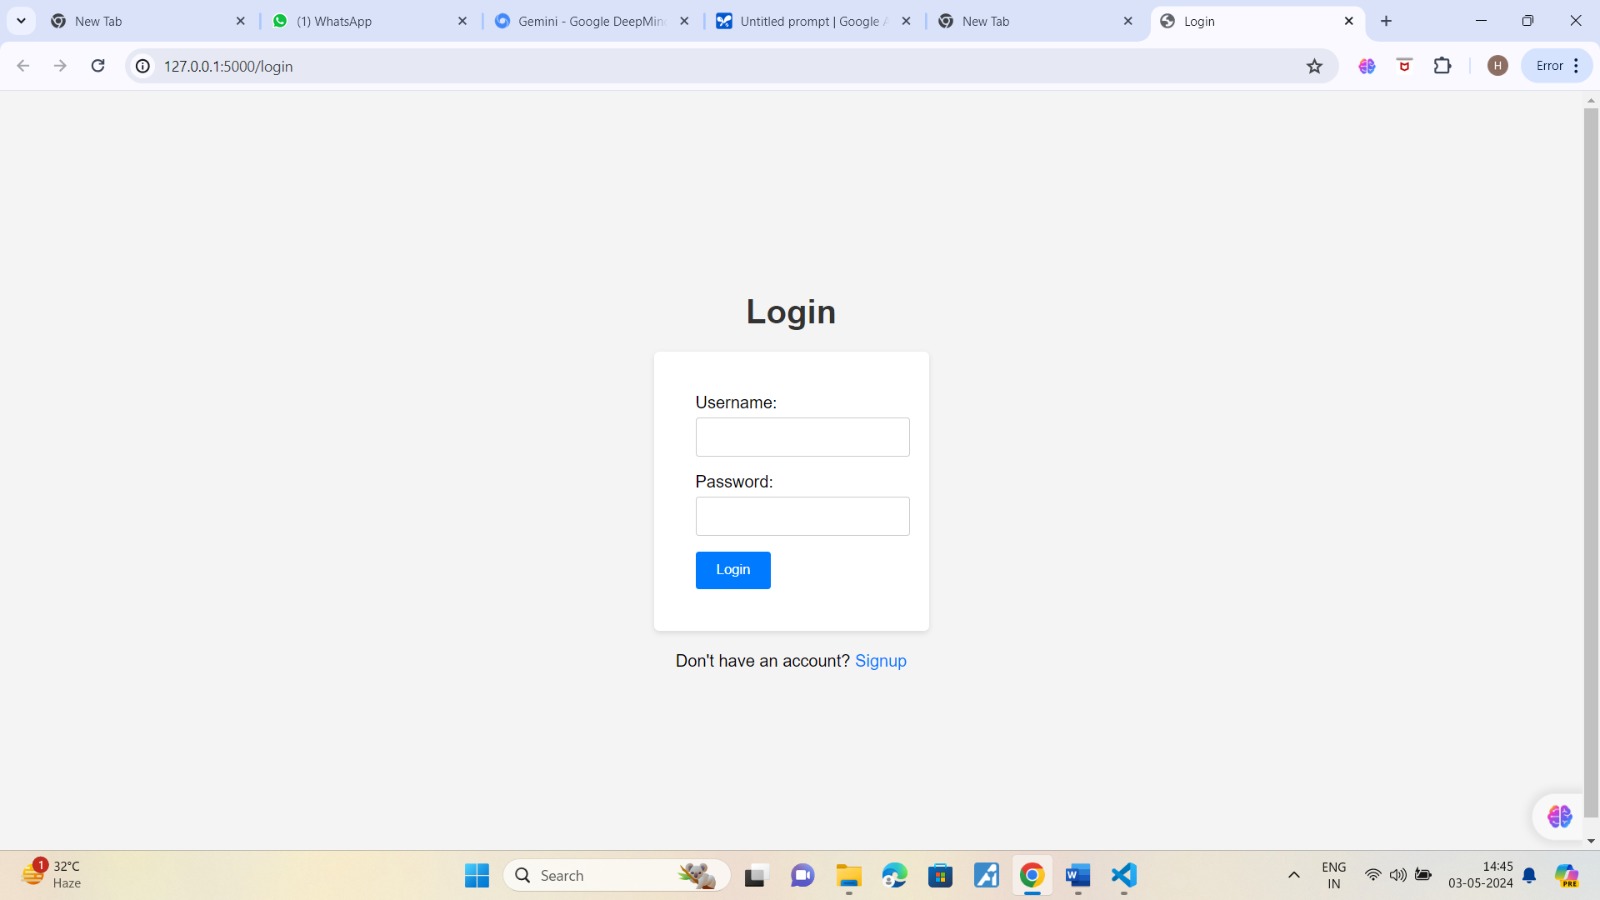 New Tab
(1) WhatsApp
Gemini - Google DeepMin
Untitled prompt | Google A
New Tab
Login
127.0.0.1:5000/login
H
Error
Login
Username:
Password:
Login
Don't have an account? Signup
1
32°C
Haze
Search
W
ENG
IN
14:45
03-05-2024
PRE